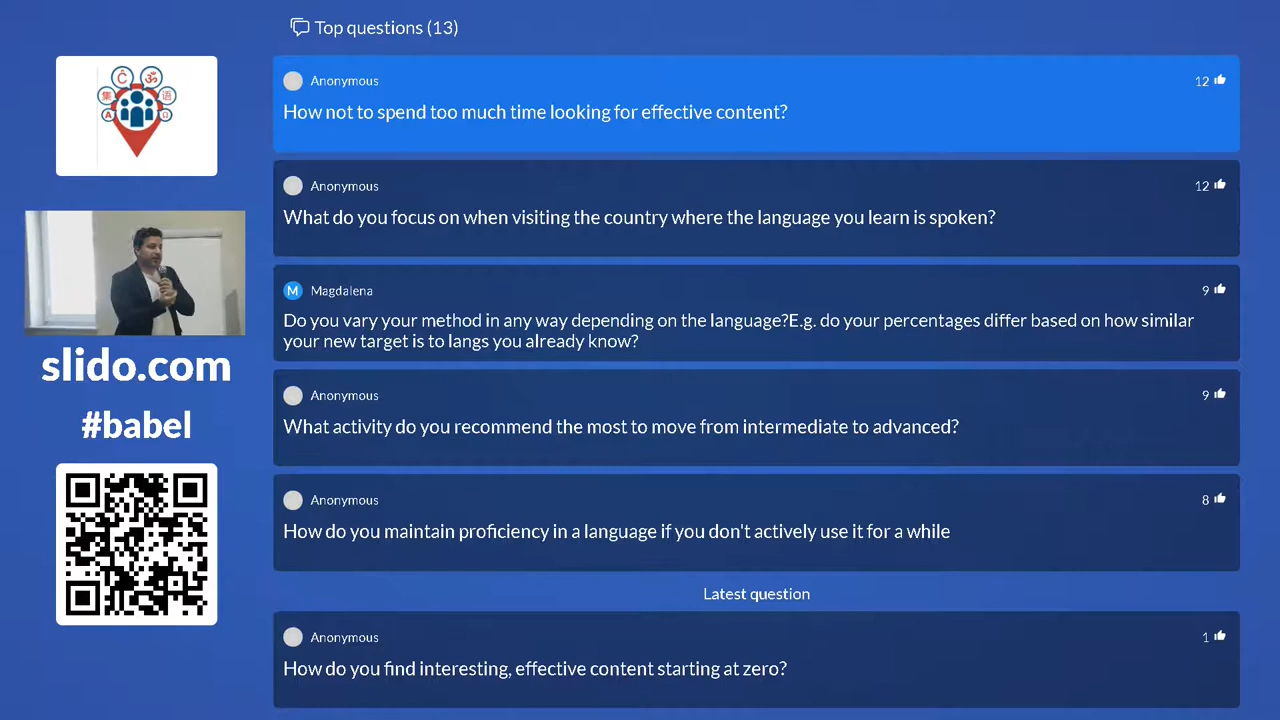 Top questions (13)
Anonymous
12
How not to spend too much time looking for effective content?
Anonymous
12
What do you focus on when visiting the country where the language you learn is spoken?
M
Magdalena
9
Do you vary your method in any way depending on the language?E.g. do your percentages differ based on how similar
your new target is to langs you already know?
Anonymous
9
What activity do you recommend the most to move from intermediate to advanced?
Anonymous
8
How do you maintain proficiency in a language if you don't actively use it for a while
Latest question
Anonymous
1
How do you find interesting, effective content starting at zero?
Ĉ
ॐ
集
语
A
Ω
slido.com
#babel